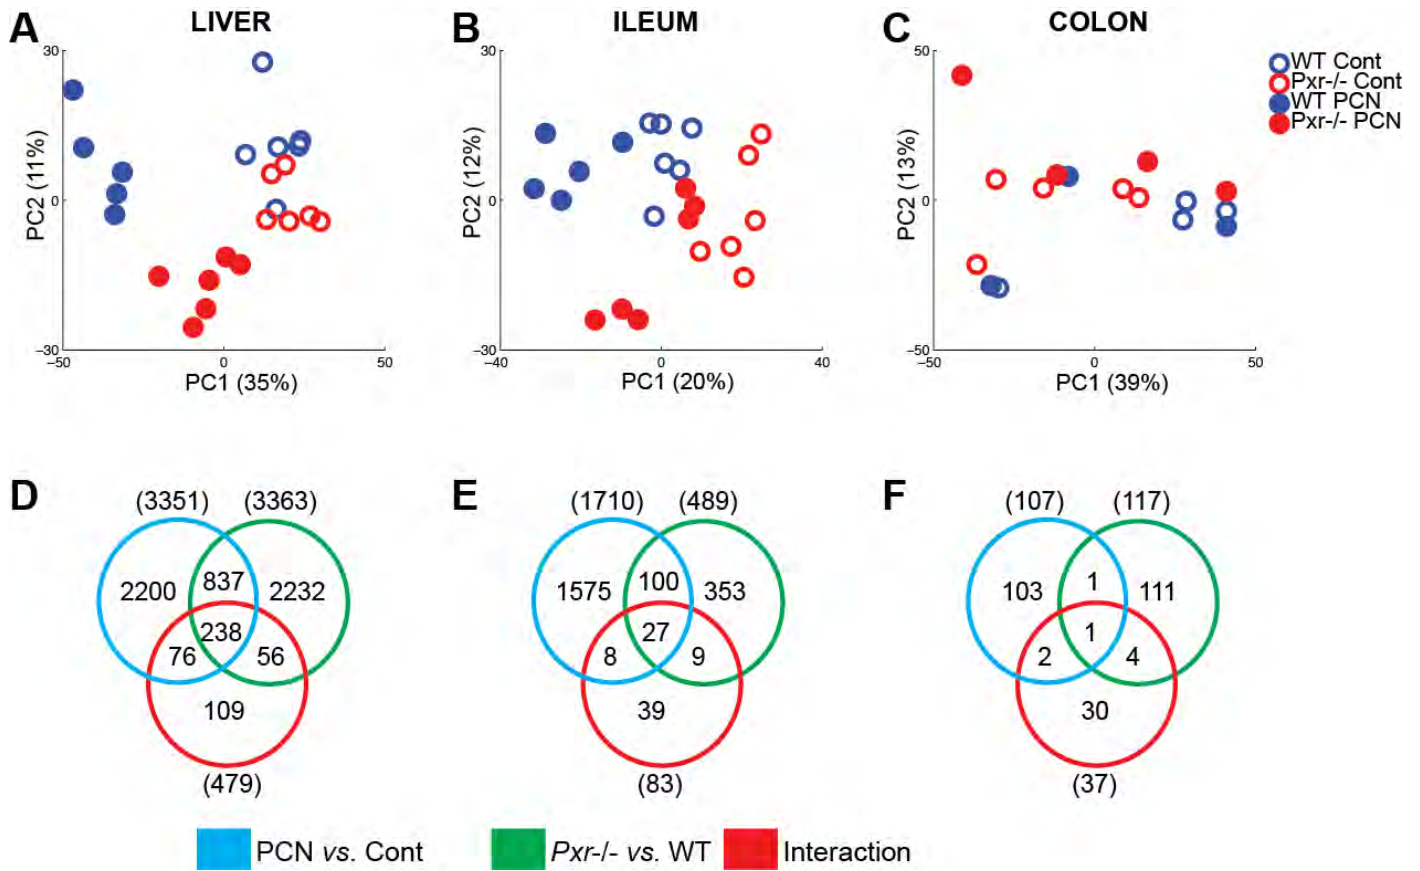 A LIVER
B ILEUM
C COLON
30
0
−30
PC2 (11%)
−50 0 50
PC1 (35%)
30
0
−30
PC2 (12%)
−40 0 40
PC1 (20%)
50
0
−50
PC2 (13%)
−50 0 50
PC1 (39%)
WT Cont
Pxr-/- Cont
WT PCN
Pxr-/- PCN
D
(3351) (3363)
2200 837 2232
238
76 56
109
(479)
E
(1710) (489)
1575 100 353
27
8 9
39
(83)
F
(107) (117)
103 1 111
1
2 4
30
(37)
PCN vs. Cont
Pxr-/- vs. WT
Interaction